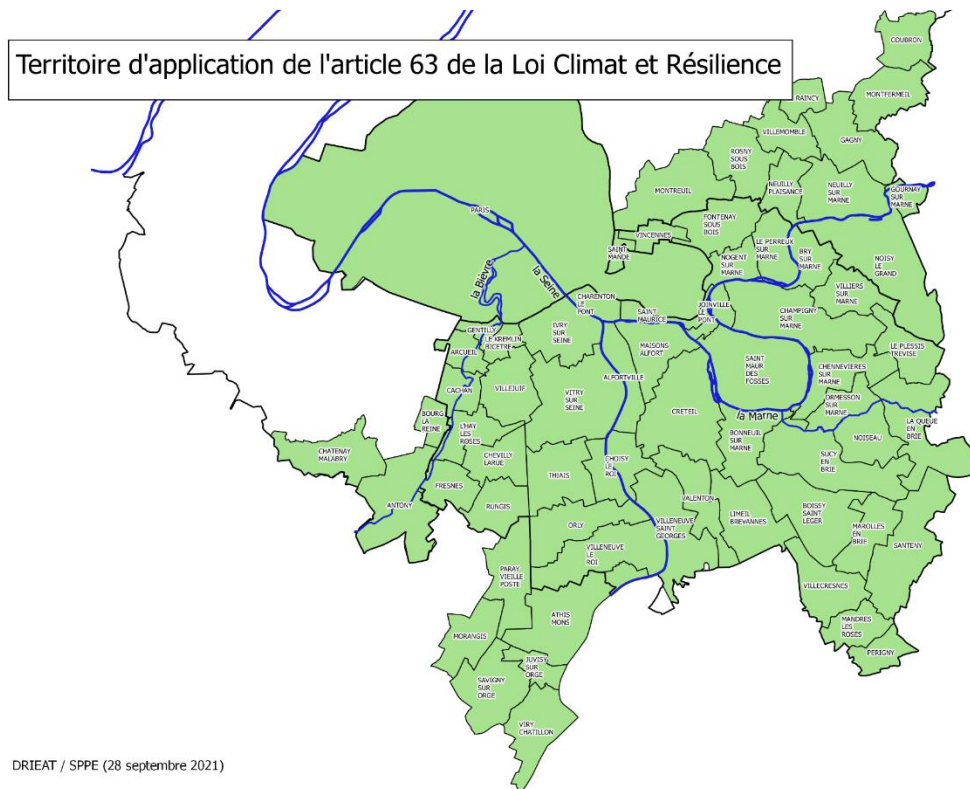 COUBRON
Territoire d'application de l'article 63 de la Loi Climat et Résilience
MONTFERMEIL
RAINCY
VILLEMOMBLE
GAGNY
ROSNY
SOUS
BOIS
MONTREUIL
NEUILLY
PLAISANCE
NEUILLY
SUR
MARNE
GOURNAY
SUR
MARNE
PARIS
FONTENAY
SOUS
BOIS
VINCENNES
LE PERREUX
SUR
MARNE
BRY
SUR
MARNE
SAINT
MANDE
NOGENT
SUR
MARNE
NOISY
LE
GRAND
la Bièvre
la Seine
VILLIERS
SUR
MARNE
CHARENTON
LE
PONT
SAINT
MAURICE
JOINVILLE
LE
PONT
CHAMPIGNY
SUR
MARNE
GENTILLY
LE KREMLIN
BICETRE
IVRY
SUR
SEINE
ARCUEIL
MAISONS
ALFORT
LE PLESSIS
TREVISE
SAINT
MAUR
DES
FOSSES
CHENNEVIERES
SUR
MARNE
ALFORTVILLE
CACHAN
VILLEJUIF
VITRY
SUR
SEINE
ORMESSON
SUR
MARNE
BOURG
LA
REINE
CRETEIL
la Marne
LA QUEUE
EN
BRIE
L'HAY
LES
ROSES
BONNEUIL
SUR
MARNE
NOISEAU
CHATENAY
MALABRY
CHEVILLY
LARUE
CHOISY
LE
ROI
SUCY
EN
BRIE
THIAIS
FRESNES
ANTONY
RUNGIS
VALENTON
BOISSY
SAINT
LEGER
LIMEIL
BREVANNES
ORLY
VILLENEUVE
SAINT
GEORGES
MAROLLES
EN
BRIE
SANTENY
VILLENEUVE
LE
ROI
PARAY
VIEILLE
POSTE
VILLECRESNES
ATHIS
MONS
MANDRES
LES
ROSES
MORANGIS
PERIGNY
JUVISY
SUR
ORGE
SAVIGNY
SUR
ORGE
VIRY
CHATILLON
DRIEAT / SPPE (28 septembre 2021)